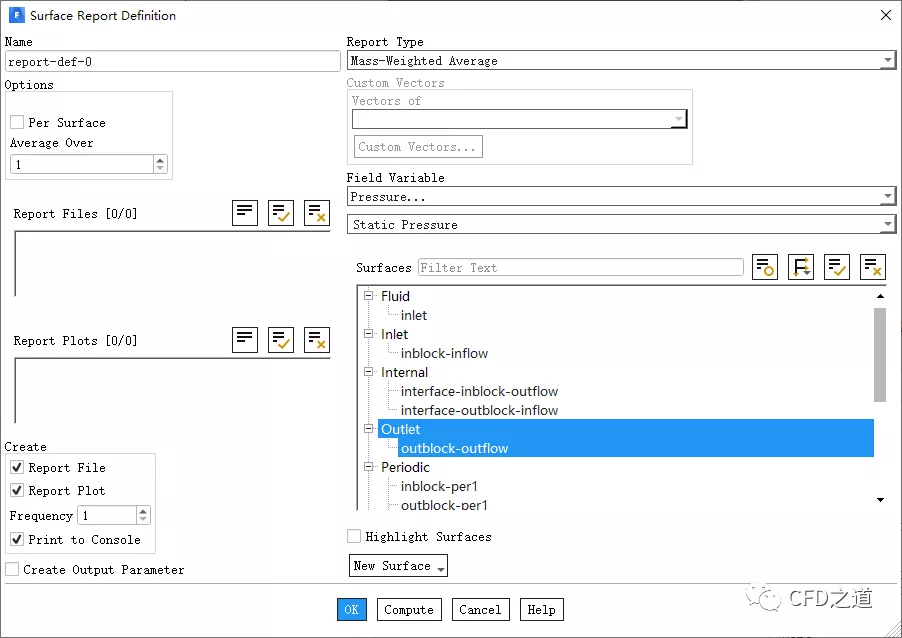 Surface Report Definition
Name
report-def-0
Options
Per Surface
Average Over
1
Report Files [0/0]
Report Plots [0/0]
Create
Report File
Report Plot
Frequency 1
Print to Console
Create Output Parameter
Report Type
Mass-Weighted Average
Custom Vectors
Vectors of
Custom Vectors...
Field Variable
Pressure...
Static Pressure
Surfaces Filter Text
Fluid
inlet
Inlet
inblock-inflow
Internal
interface-inblock-outflow
interface-outblock-inflow
Outlet
outblock-outflow
Periodic
inblock-per1
outblock-per1
Highlight Surfaces
New Surface
OK Compute Cancel Help
CFD之道